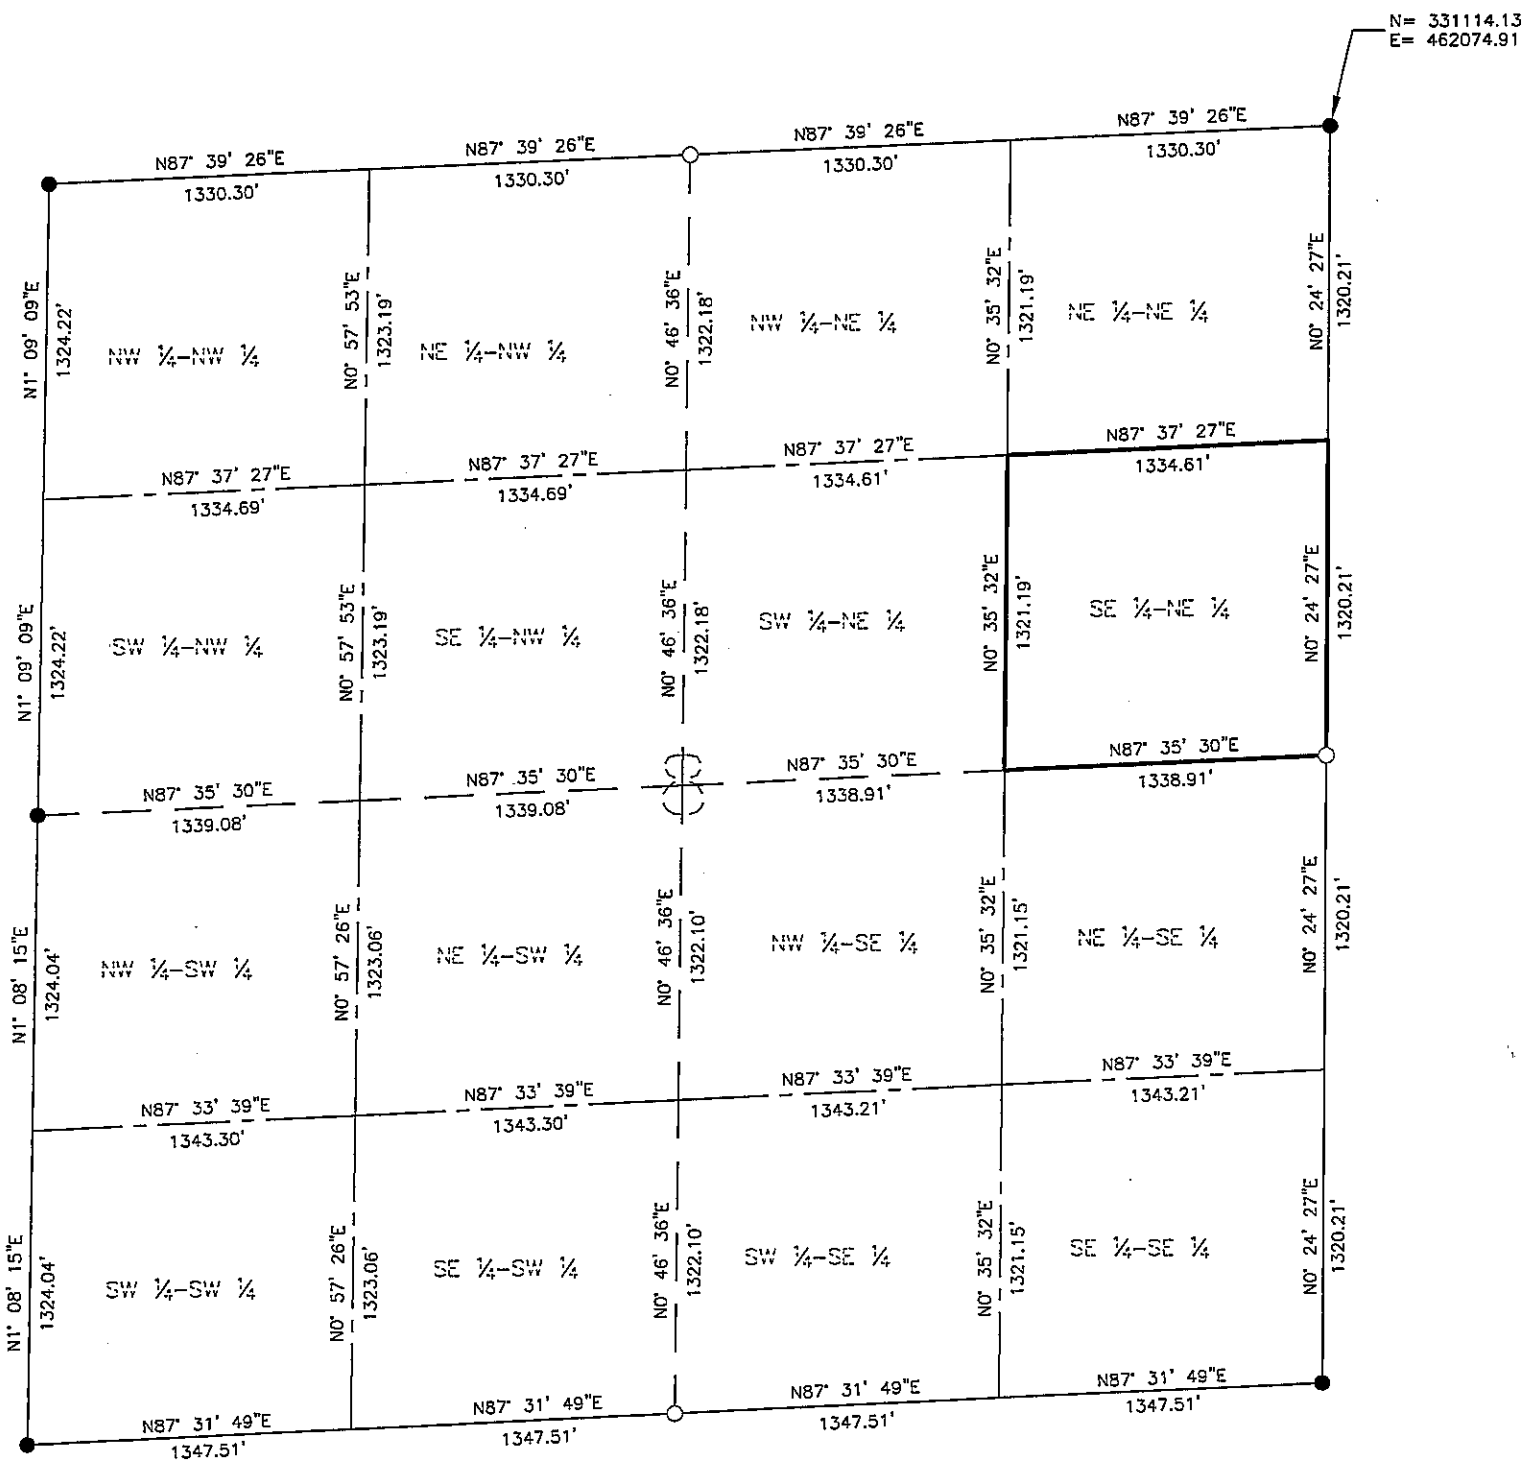 N= 331114.13
E= 462074.91
N87° 39' 26"E
1330.30'
N87° 39' 26"E
1330.30'
N87° 39' 26"E
1330.30'
N87° 39' 26"E
1330.30'
N1° 09' 09"E
1324.22'
NW ¼-NW ¼
N0° 57' 53"E
1323.19'
NE ¼-NW ¼
N0° 46' 36"E
1322.18'
NW ¼-NE ¼
N0° 35' 32"E
1321.19'
NE ¼-NE ¼
N0° 24' 27"E
1320.21'
N87° 37' 27"E
1334.69'
N87° 37' 27"E
1334.69'
N87° 37' 27"E
1334.61'
N87° 37' 27"E
1334.61'
N1° 09' 09"E
1324.22'
SW ¼-NW ¼
N0° 57' 53"E
1323.19'
SE ¼-NW ¼
N0° 46' 36"E
1322.18'
SW ¼-NE ¼
N0° 35' 32"E
1321.19'
SE ¼-NE ¼
N0° 24' 27"E
1320.21'
N87° 35' 30"E
1339.08'
N87° 35' 30"E
1339.08'
N87° 35' 30"E
1338.91'
N87° 35' 30"E
1338.91'
N1° 08' 15"E
1324.04'
NW ¼-SW ¼
N0° 57' 26"E
1323.06'
NE ¼-SW ¼
N0° 46' 36"E
1322.10'
NW ¼-SE ¼
N0° 35' 32"E
1321.15'
NE ¼-SE ¼
N0° 24' 27"E
1320.21'
N87° 33' 39"E
1343.30'
N87° 33' 39"E
1343.30'
N87° 33' 39"E
1343.21'
N87° 33' 39"E
1343.21'
N1° 08' 15"E
1324.04'
SW ¼-SW ¼
N0° 57' 26"E
1323.06'
SE ¼-SW ¼
N0° 46' 36"E
1322.10'
SW ¼-SE ¼
N0° 35' 32"E
1321.15'
SE ¼-SE ¼
N0° 24' 27"E
1320.21'
N87° 31' 49"E
1347.51'
N87° 31' 49"E
1347.51'
N87° 31' 49"E
1347.51'
N87° 31' 49"E
1347.51'
8